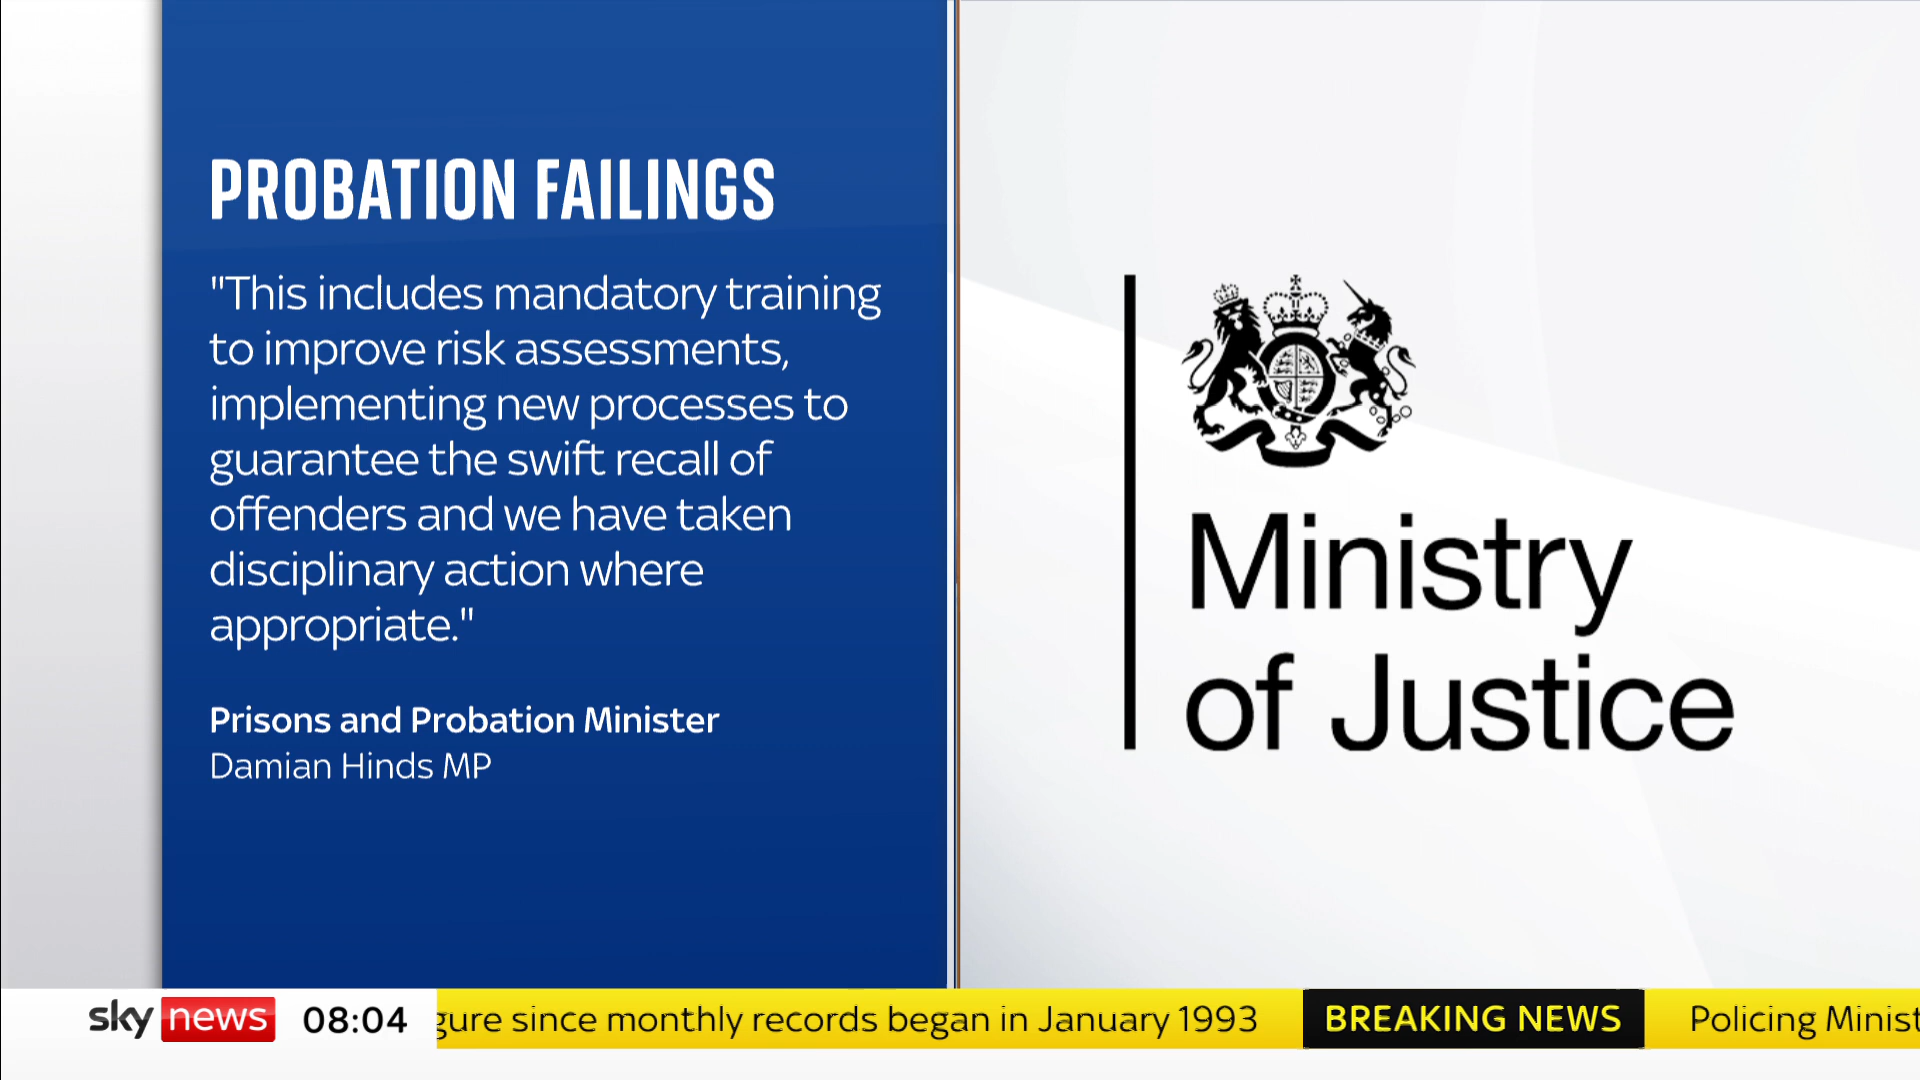 PROBATION FAILINGS
"This includes mandatory training
to improve risk assessments,
implementing new processes to
guarantee the swift recall of
offenders and we have taken
disciplinary action where
appropriate."
Prisons and Probation Minister
Damian Hinds MP
Ministry
of Justice
sky news 08:04 gure since monthly records began in January 1993 BREAKING NEWS Policing Minist